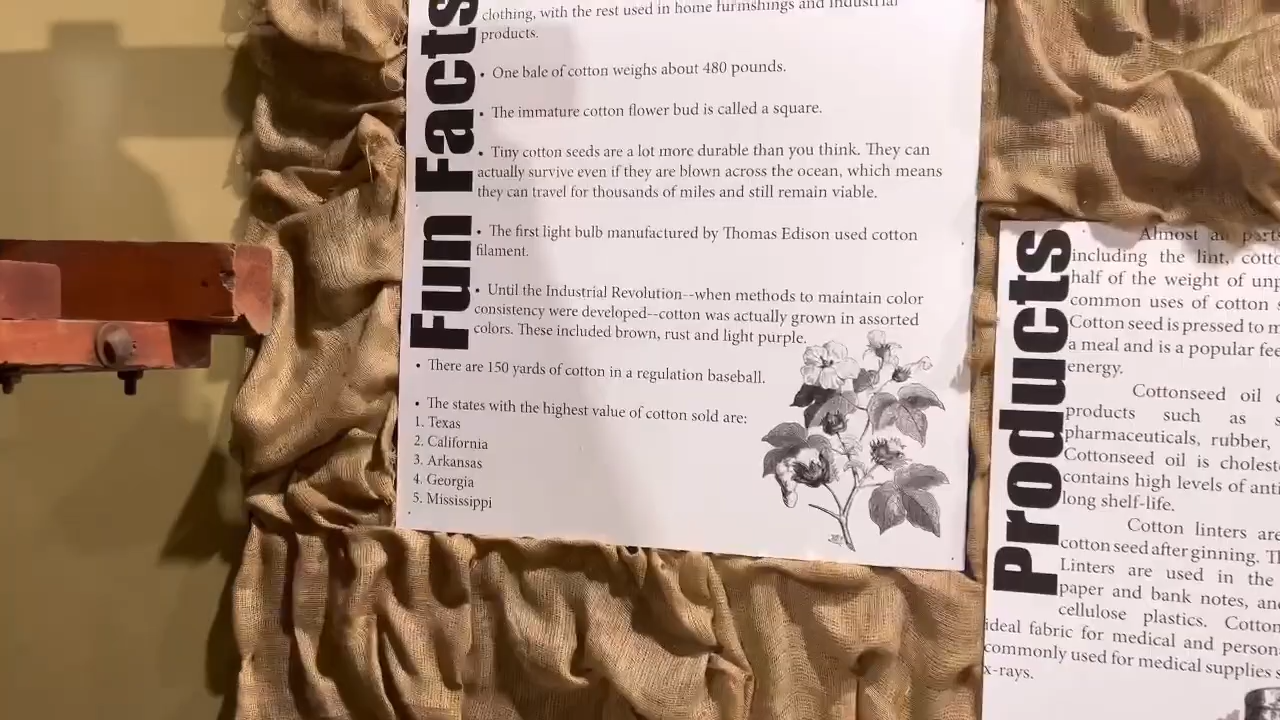 Fun Facts
clothing, with the rest used in home furnishings and industrial
products.
• One bale of cotton weighs about 480 pounds.
• The immature cotton flower bud is called a square.
• Tiny cotton seeds are a lot more durable than you think. They can
actually survive even if they are blown across the ocean, which means
they can travel for thousands of miles and still remain viable.
• The first light bulb manufactured by Thomas Edison used cotton
filament.
• Until the Industrial Revolution--when methods to maintain color
consistency were developed--cotton was actually grown in assorted
colors. These included brown, rust and light purple.
• There are 150 yards of cotton in a regulation baseball.
• The states with the highest value of cotton sold are:
1. Texas
2. California
3. Arkansas
4. Georgia
5. Mississippi
Products
Almost
including the lint,
half of the weight of
common uses of cotton
Cotton seed is pressed to
a meal and is a popular
energy.
Cottonseed oil
products such as
pharmaceuticals, rubber,
Cottonseed oil is
contains high levels of
long shelf-life.
Cotton linters are
cotton seed after ginning.
Linters are used in the
paper and bank notes,
cellulose plastics.
ideal fabric for medical and
commonly used for medical supplies
x-rays.